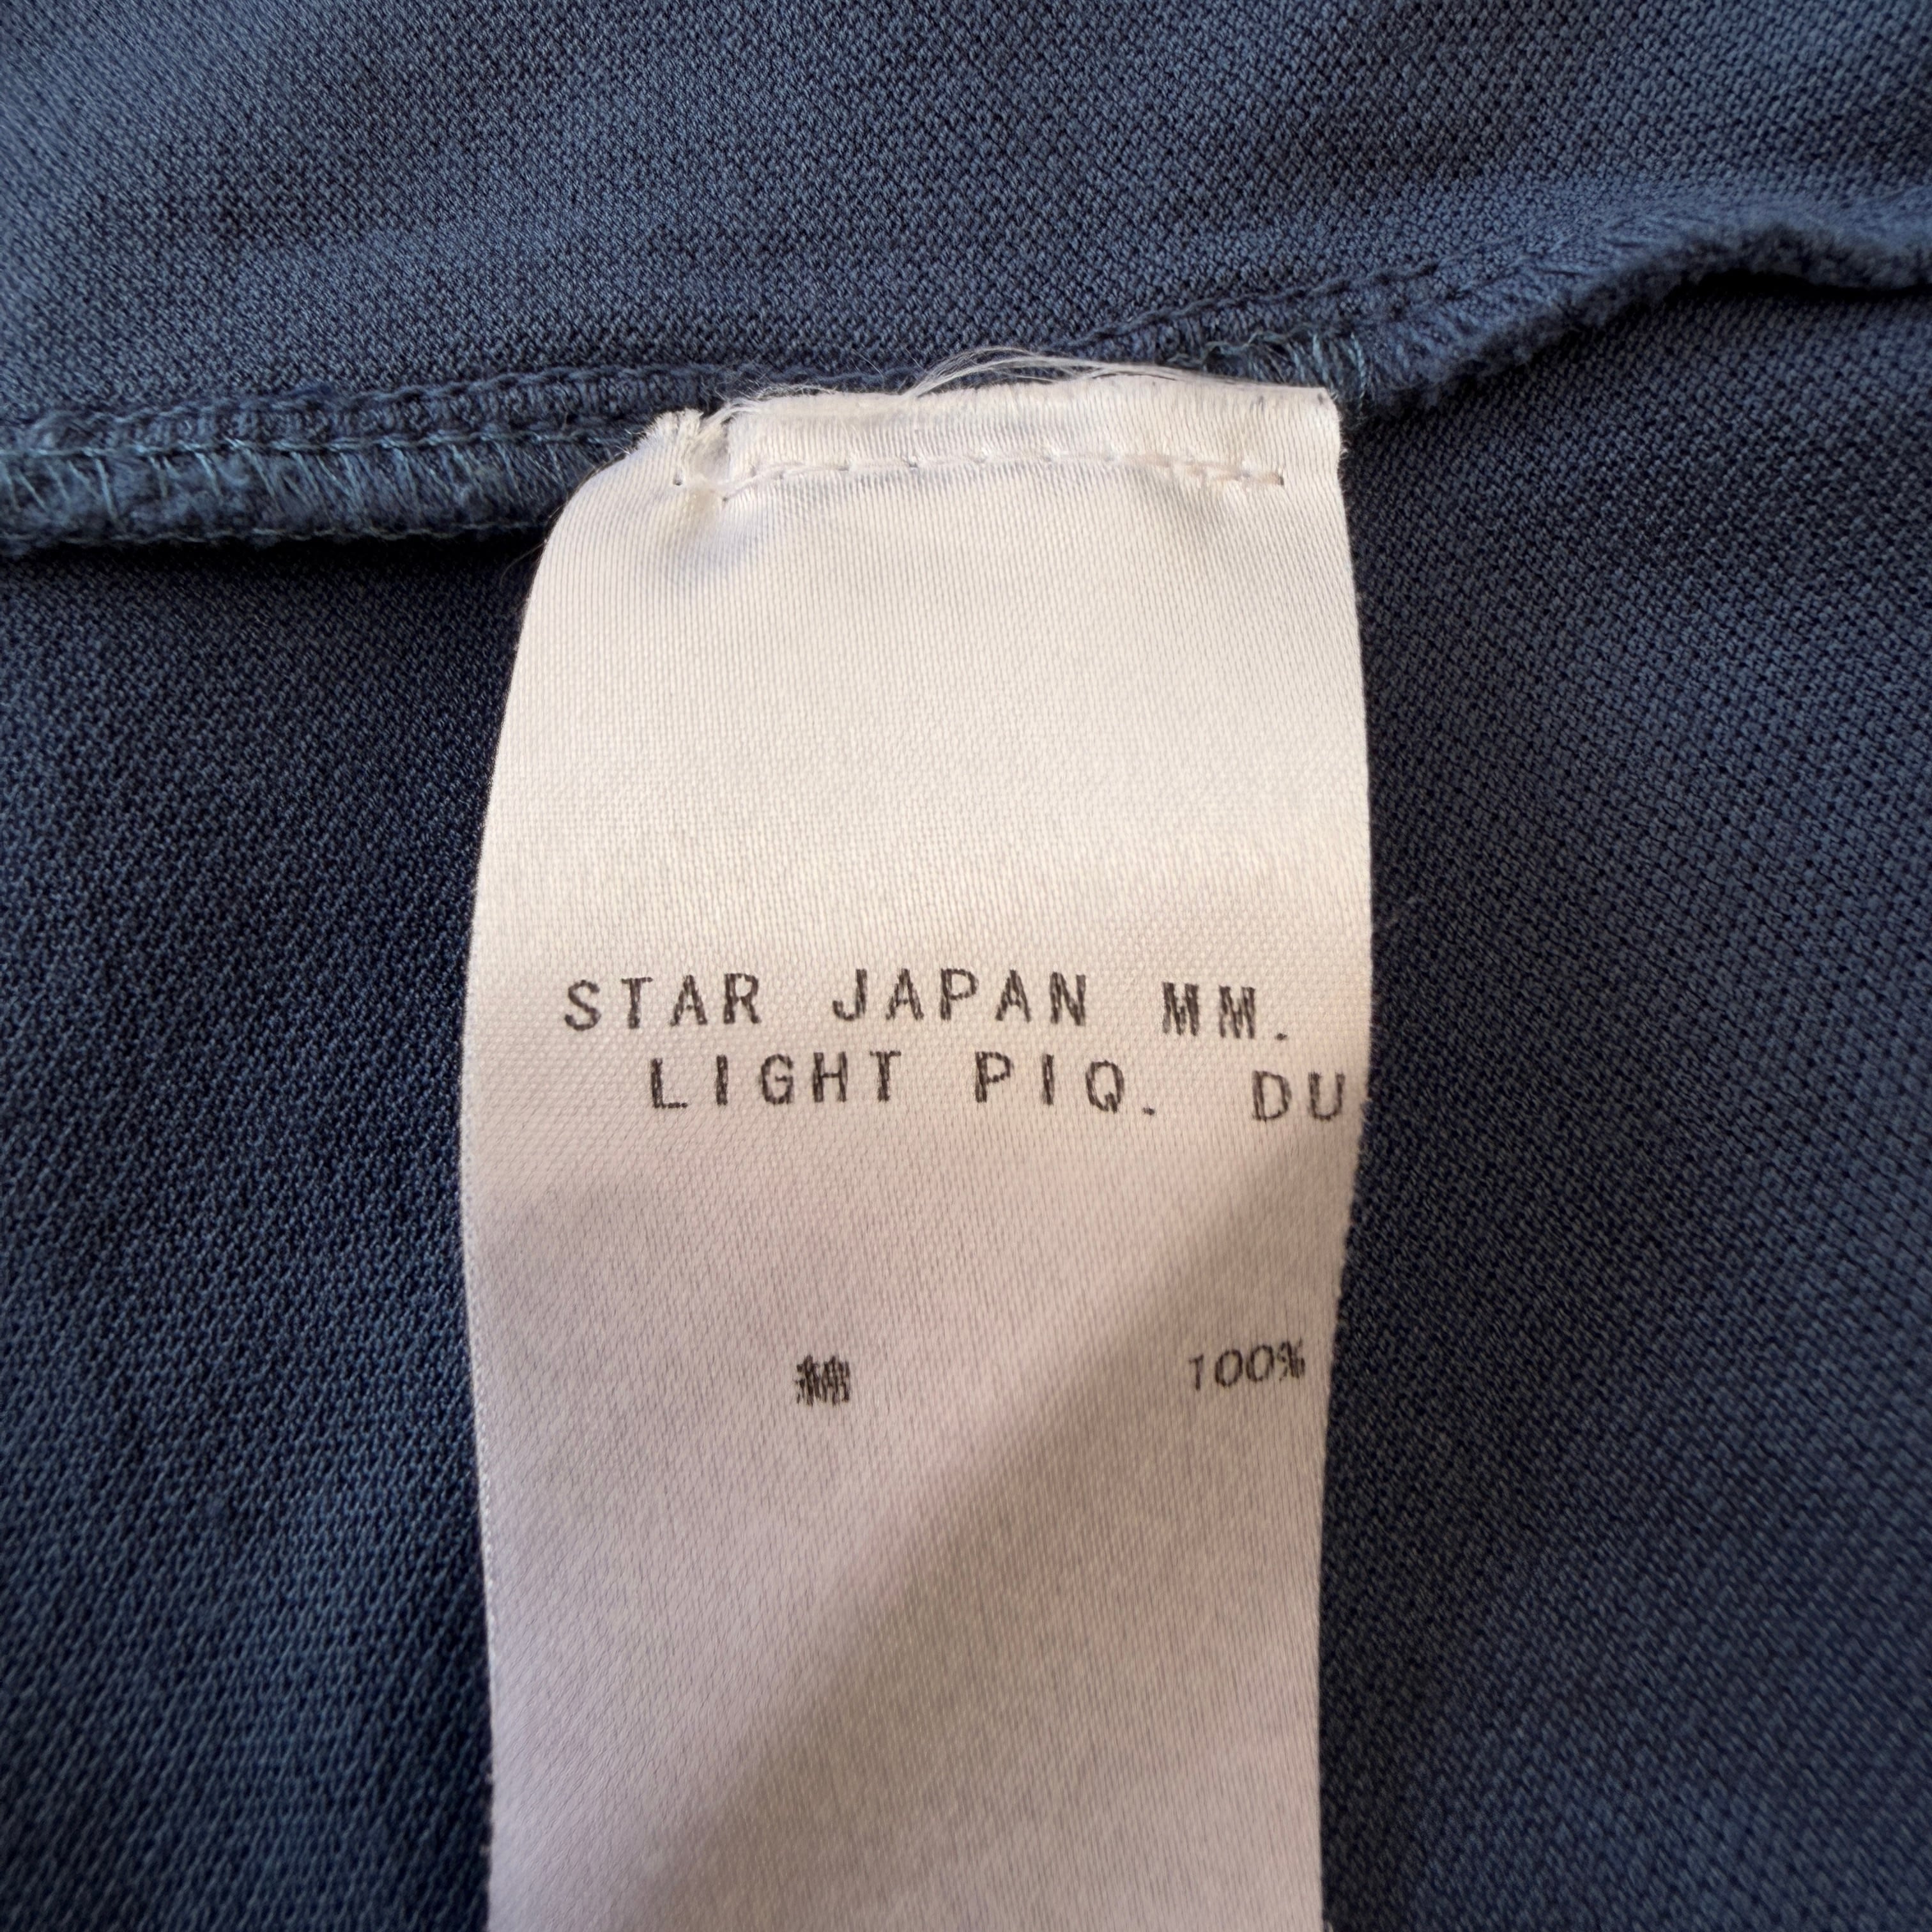 STAR JAPAN MM.
LIGHT PIQ. DU
綿 100%